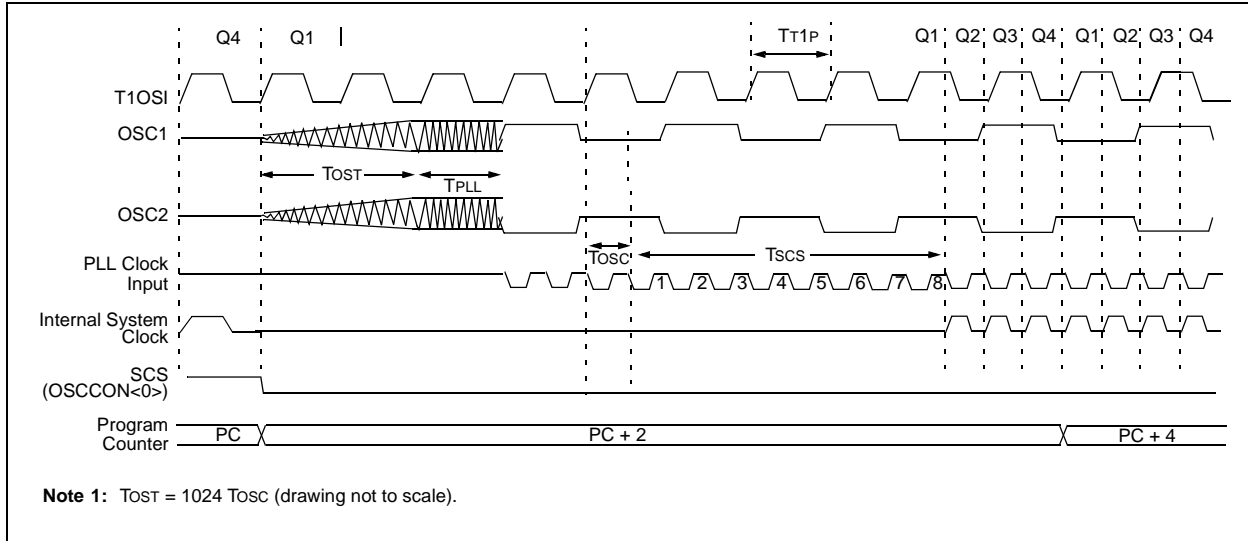 Q4 Q1 TT1P Q1 Q2 Q3 Q4 Q1 Q2 Q3 Q4
T1OSI
OSC1
TOST TPLL
OSC2
TOSC TSCS
PLL Clock
Input
1 2 3 4 5 6 7 8
Internal System
Clock
SCS
(OSCCON<0>)
Program
Counter
PC PC + 2 PC + 4
Note 1: TOST = 1024 TOSC (drawing not to scale).